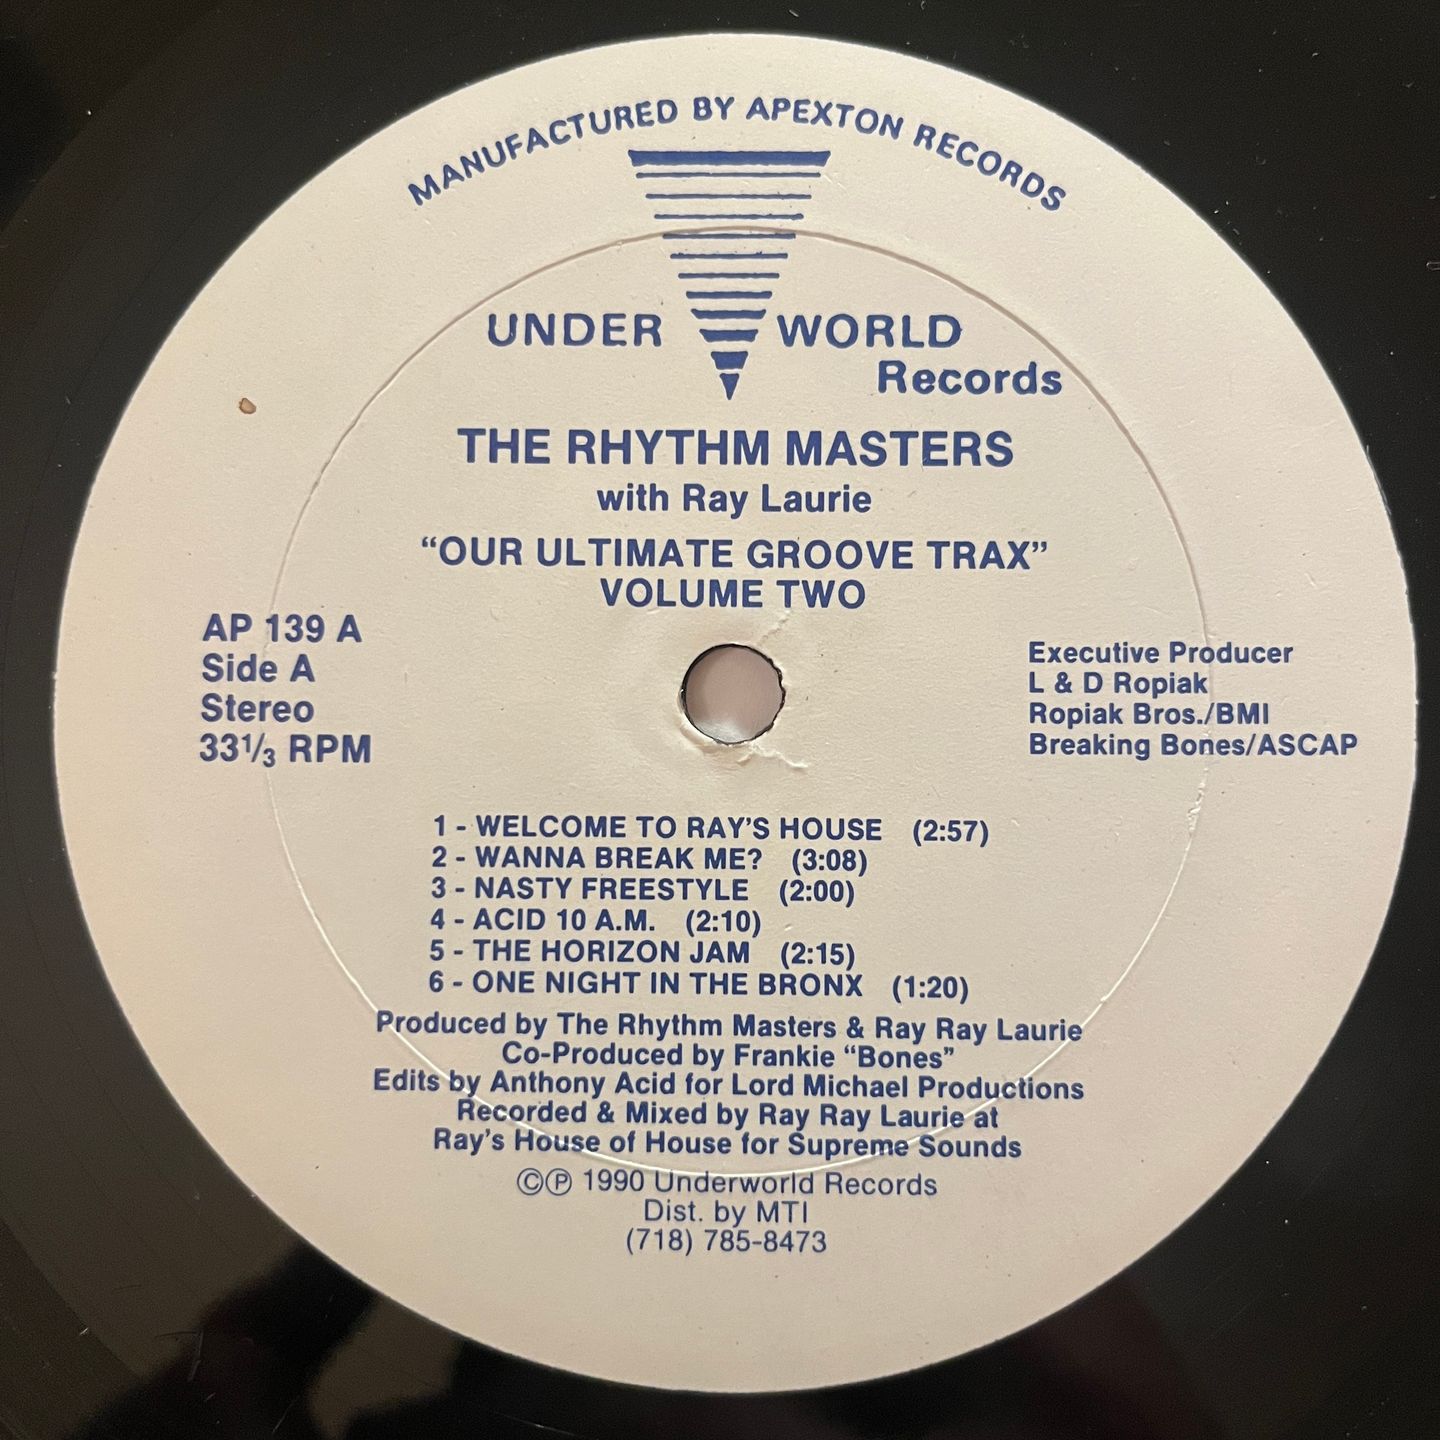 MANUFACTURED BY APEXTON RECORDS
UNDER WORLD
Records
THE RHYTHM MASTERS
with Ray Laurie
“OUR ULTIMATE GROOVE TRAX”
VOLUME TWO
AP 139 A
Side A
Stereo
33⅓ RPM
Executive Producer
L & D Ropiak
Ropiak Bros./BMI
Breaking Bones/ASCAP
1 - WELCOME TO RAY’S HOUSE (2:57)
2 - WANNA BREAK ME? (3:08)
3 - NASTY FREESTYLE (2:00)
4 - ACID 10 A.M. (2:10)
5 - THE HORIZON JAM (2:15)
6 - ONE NIGHT IN THE BRONX (1:20)
Produced by The Rhythm Masters & Ray Ray Laurie
Co-Produced by Frankie “Bones”
Edits by Anthony Acid for Lord Michael Productions
Recorded & Mixed by Ray Ray Laurie at
Ray’s House of House for Supreme Sounds
©℗ 1990 Underworld Records
Dist. by MTI
(718) 785-8473